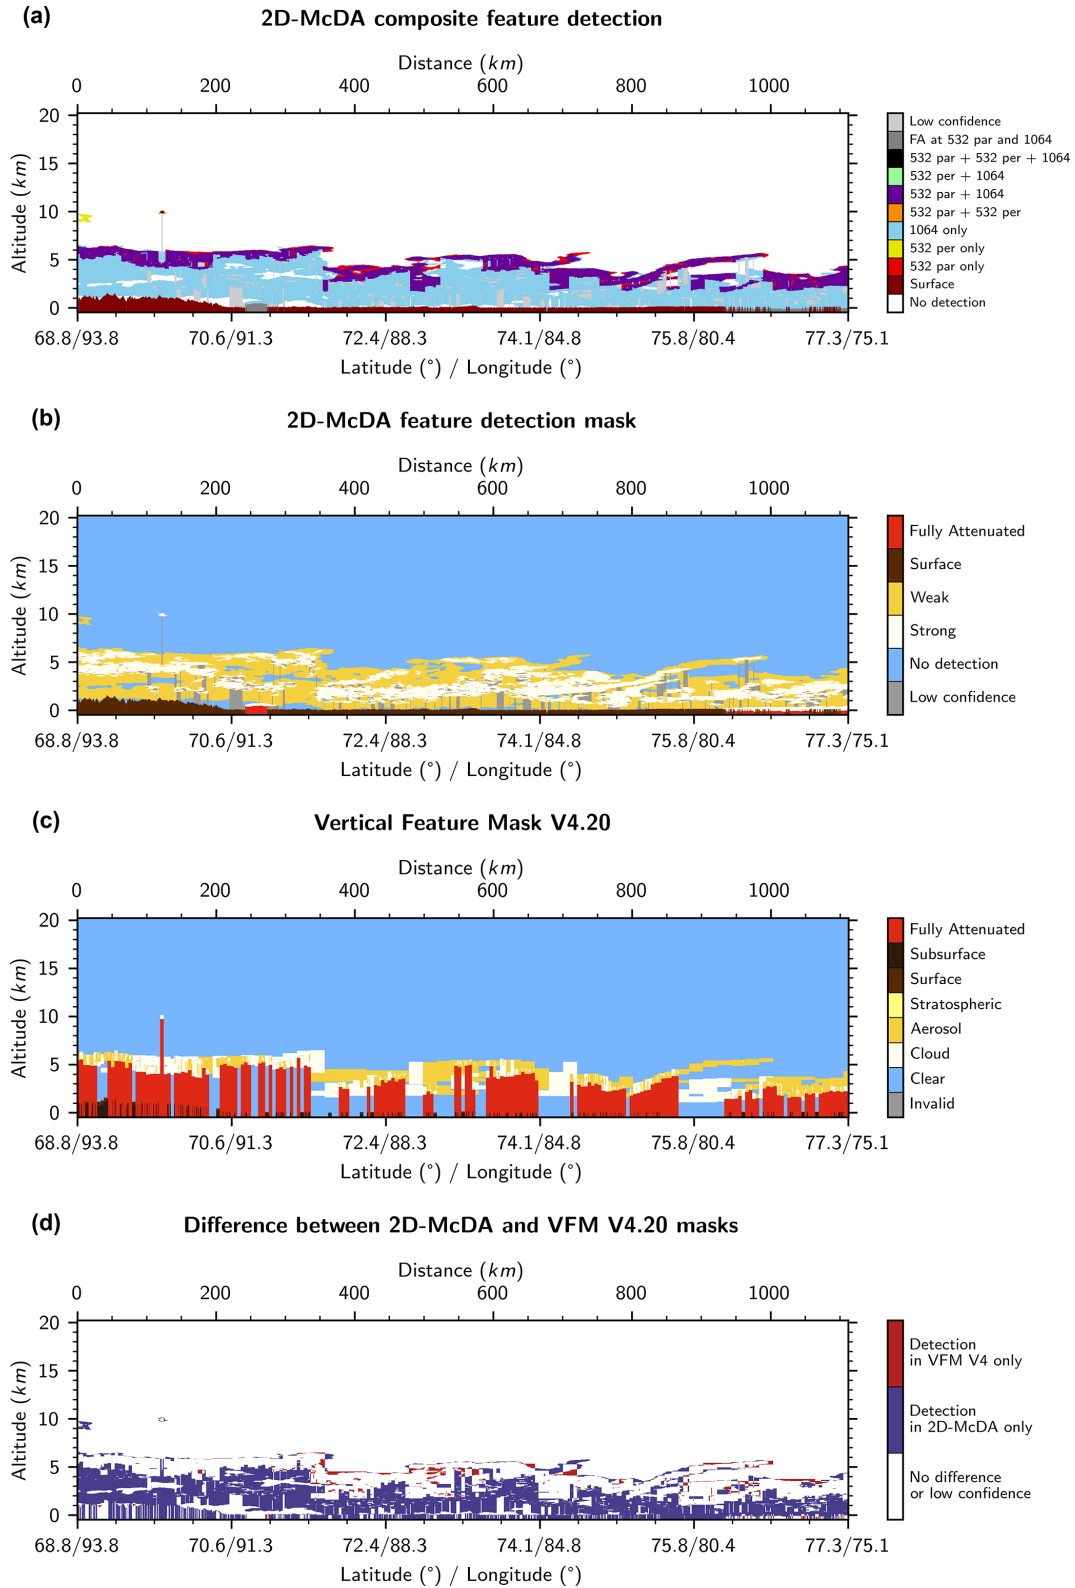 (a)
2D-McDA composite feature detection
Distance (km)
0 200 400 600 800 1000
Altitude (km)
20
15
10
5
0
68.8/93.8 70.6/91.3 72.4/88.3 74.1/84.8 75.8/80.4 77.3/75.1
Latitude (°) / Longitude (°)
Low confidence
FA at 532 par and 1064
532 par + 532 per + 1064
532 per + 1064
532 par + 1064
532 par + 532 per
1064 only
532 per only
532 par only
Surface
No detection
(b)
2D-McDA feature detection mask
Distance (km)
0 200 400 600 800 1000
Altitude (km)
20
15
10
5
0
68.8/93.8 70.6/91.3 72.4/88.3 74.1/84.8 75.8/80.4 77.3/75.1
Latitude (°) / Longitude (°)
Fully Attenuated
Surface
Weak
Strong
No detection
Low confidence
(c)
Vertical Feature Mask V4.20
Distance (km)
0 200 400 600 800 1000
Altitude (km)
20
15
10
5
0
68.8/93.8 70.6/91.3 72.4/88.3 74.1/84.8 75.8/80.4 77.3/75.1
Latitude (°) / Longitude (°)
Fully Attenuated
Subsurface
Surface
Stratospheric
Aerosol
Cloud
Clear
Invalid
(d)
Difference between 2D-McDA and VFM V4.20 masks
Distance (km)
0 200 400 600 800 1000
Altitude (km)
20
15
10
5
0
68.8/93.8 70.6/91.3 72.4/88.3 74.1/84.8 75.8/80.4 77.3/75.1
Latitude (°) / Longitude (°)
Detection
in VFM V4 only
Detection
in 2D-McDA only
No difference
or low confidence